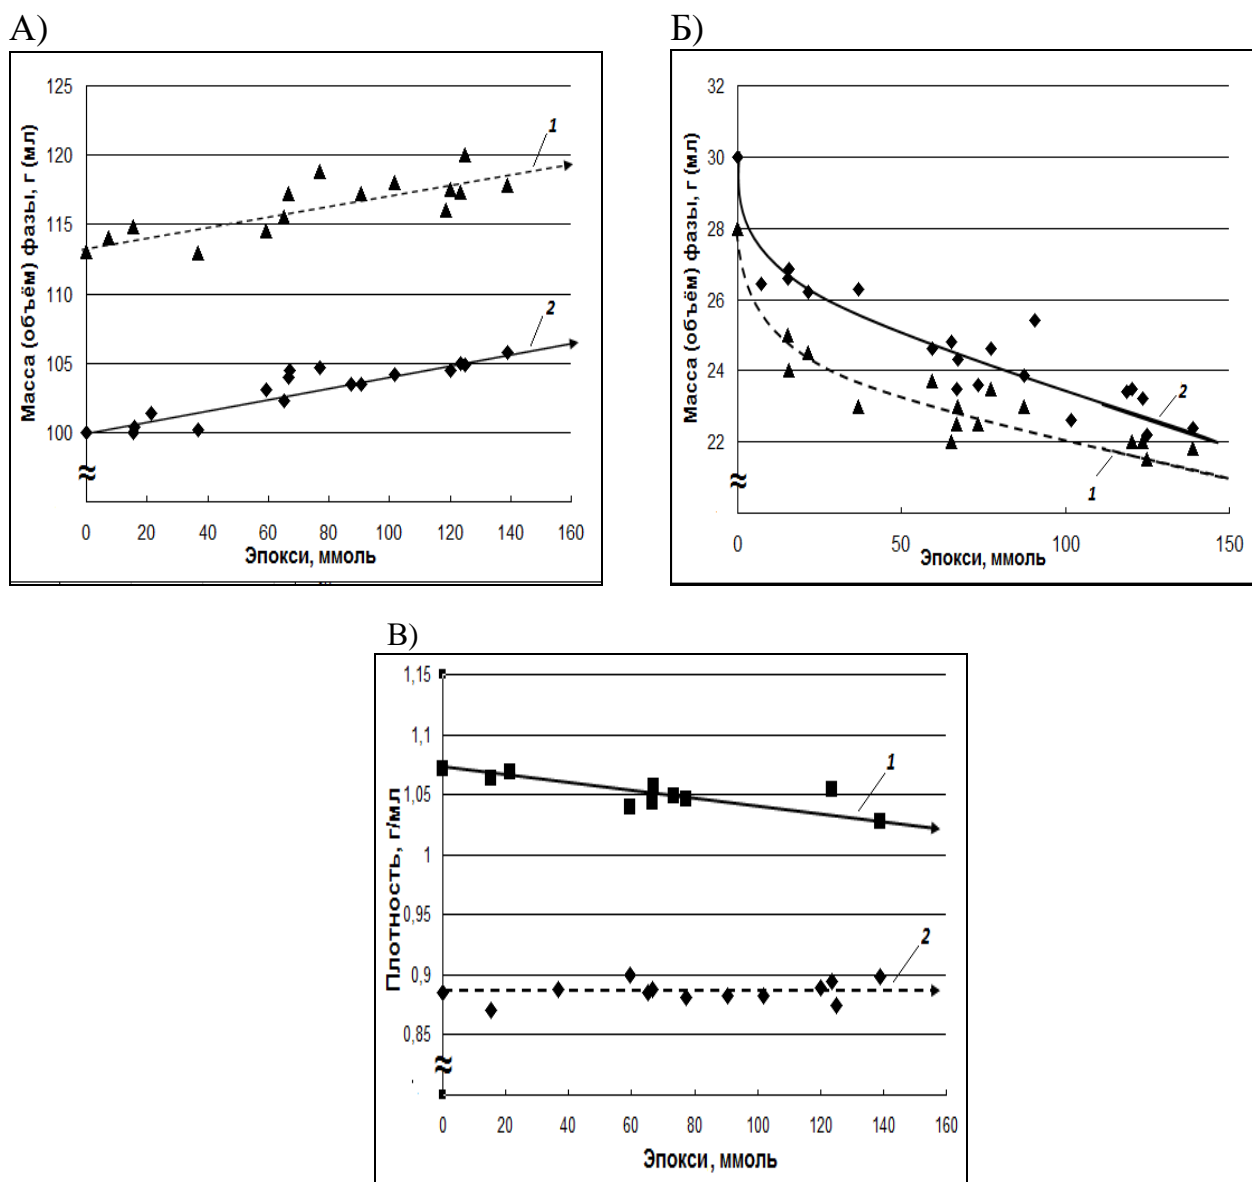 А)
Масса (объём) фазы, г (мл)
125
120
115
110
105
100
1
2
0 20 40 60 80 100 120 140 160
Эпокси, ммоль
Б)
Масса (объём) фазы, г (мл)
32
30
28
26
24
22
2
1
0 50 100 150
Эпокси, ммоль
В)
Плотность, г/мл
1,15
1,1
1,05
1
0,95
0,9
0,85
1
2
0 20 40 60 80 100 120 140 160
Эпокси, ммоль